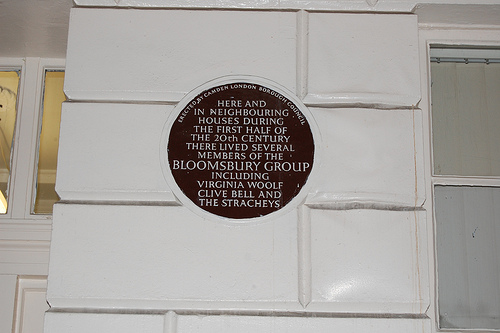 ERECTED BY CAMDEN LONDON BOROUGH COUNCIL
HERE AND
IN NEIGHBOURING
HOUSES DURING
THE FIRST HALF OF
THE 20th CENTURY
THERE LIVED SEVERAL
MEMBERS OF THE
BLOOMSBURY GROUP
INCLUDING
VIRGINIA WOOLF
CLIVE BELL AND
THE STRACHEYS